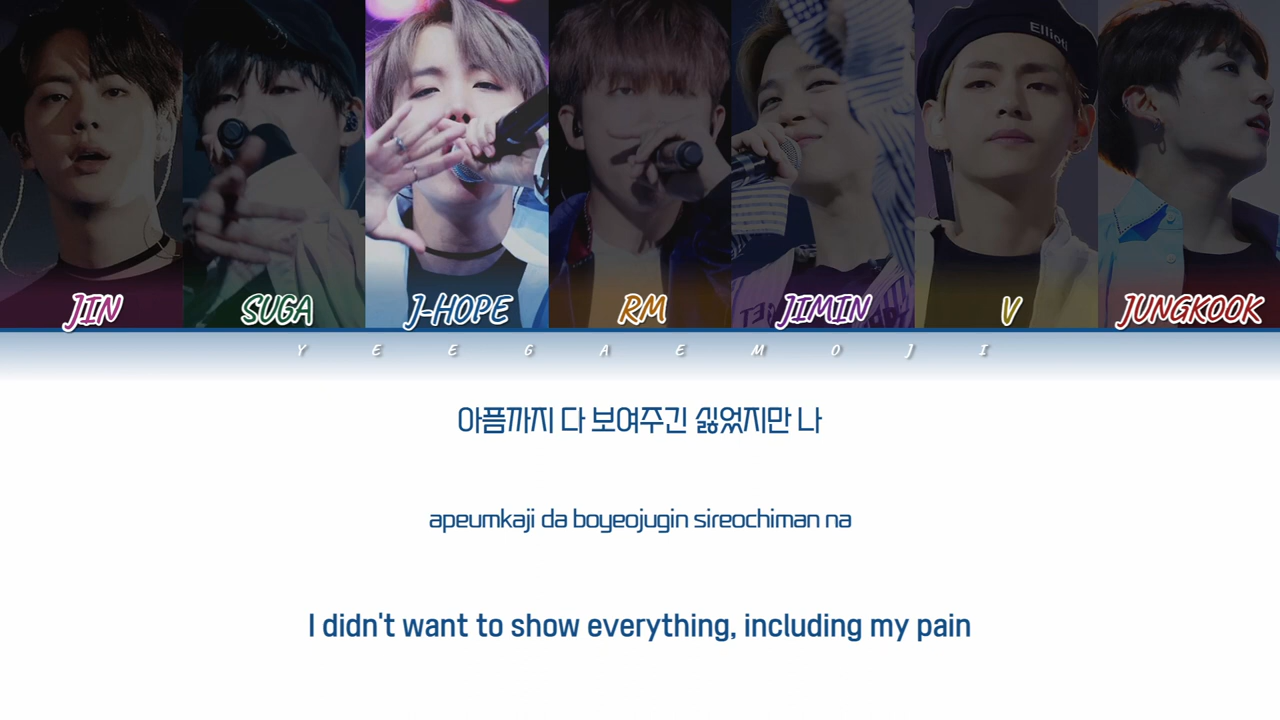 Elliott
JIN SUGA J-HOPE RM JIMIN V JUNGKOOK
Y E E G A E M O J I
아픔까지 다 보여주긴 싫었지만 나
apeumkaji da boyeojugin sireochiman na
I didn't want to show everything, including my pain